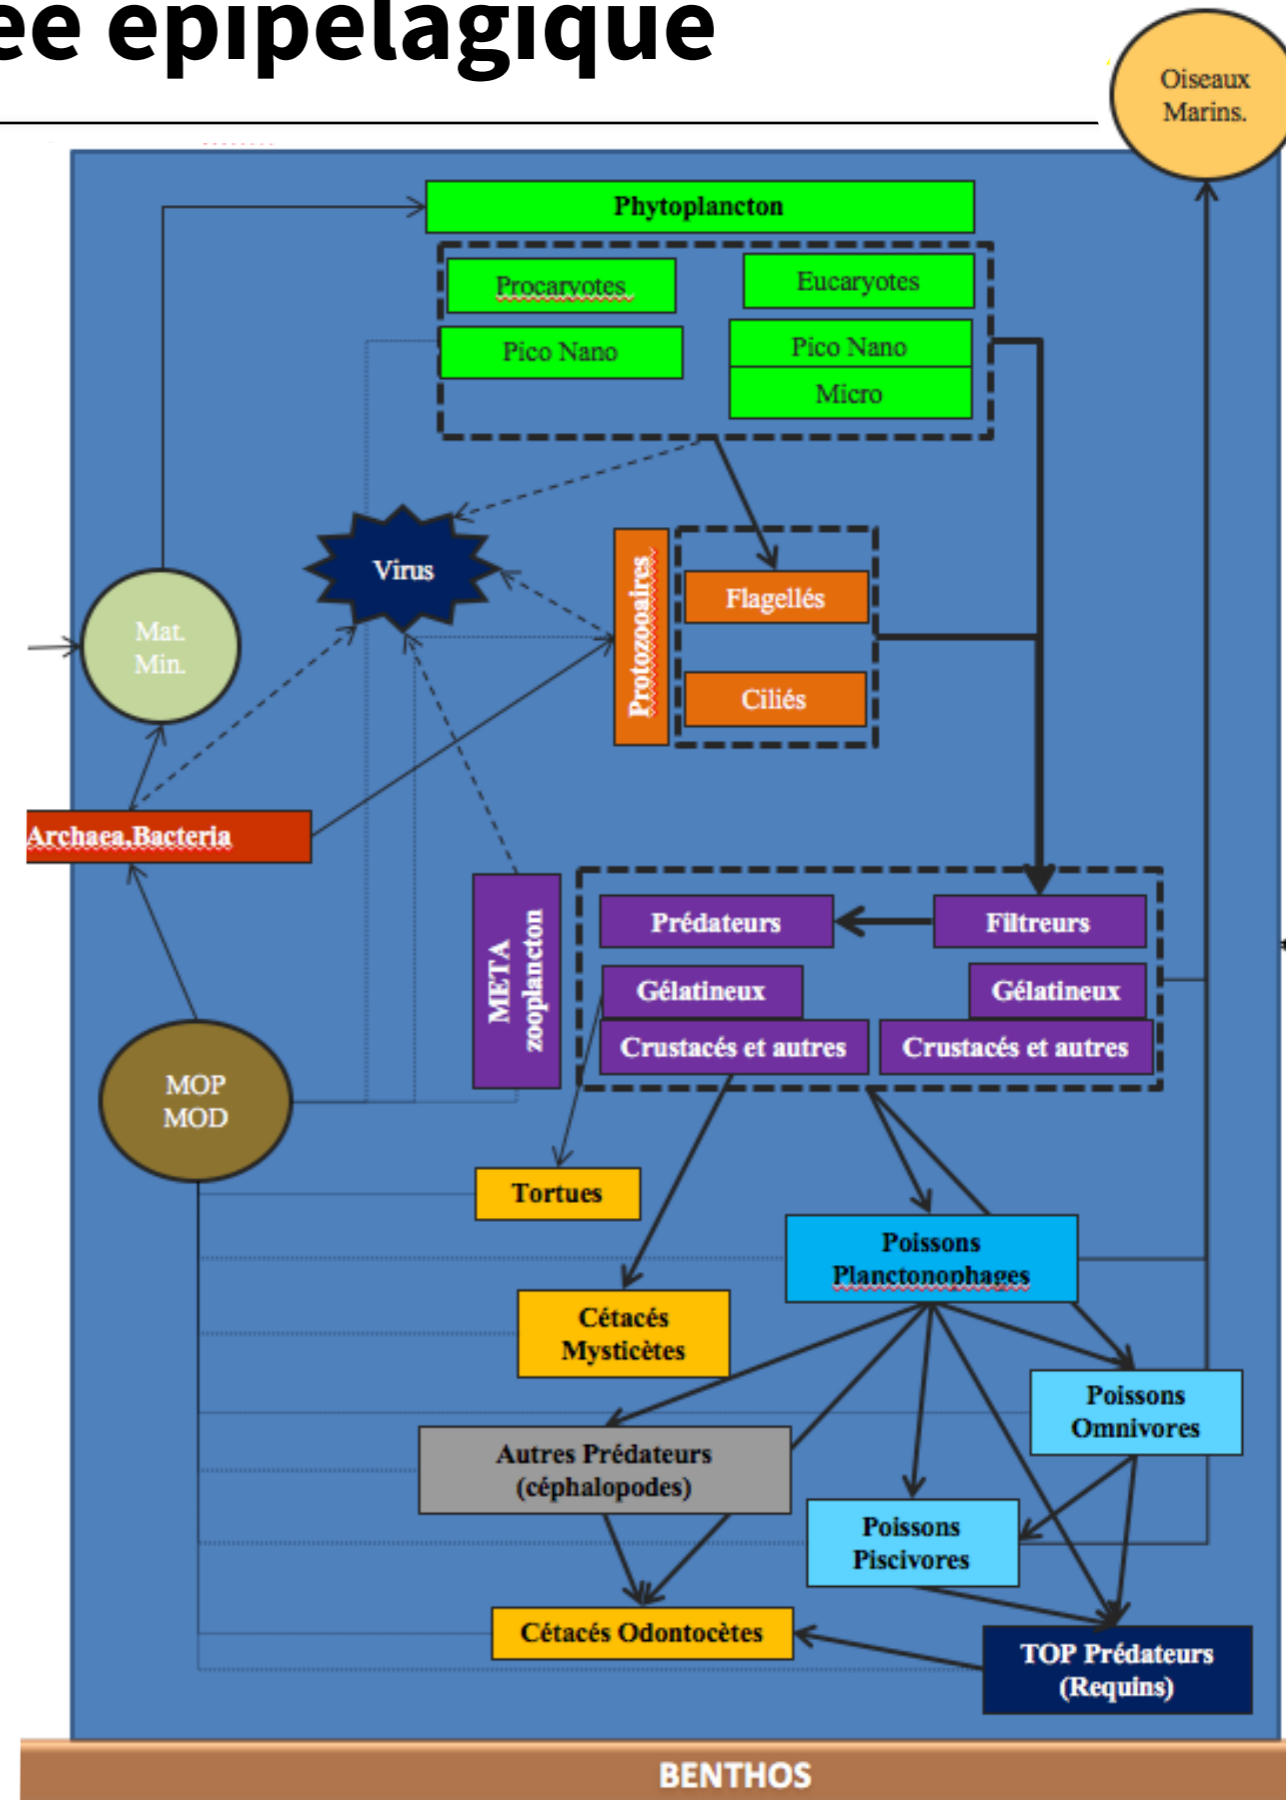 ée épipélagique
Oiseaux
Marins.
Phytoplancton
Procaryotes
Eucaryotes
Pico Nano
Pico Nano
Micro
Virus
Protozooaires
Flagellés
Ciliés
Mat.
Min.
Archaea,Bacteria
META
zooplancton
Prédateurs
Filtreurs
Gélatineux
Gélatineux
Crustacés et autres
Crustacés et autres
MOP
MOD
Tortues
Poissons
Planctonophages
Cétacés
Mysticètes
Poissons
Omnivores
Autres Prédateurs
(céphalopodes)
Poissons
Piscivores
Cétacés Odontocètes
TOP Prédateurs
(Requins)
BENTHOS